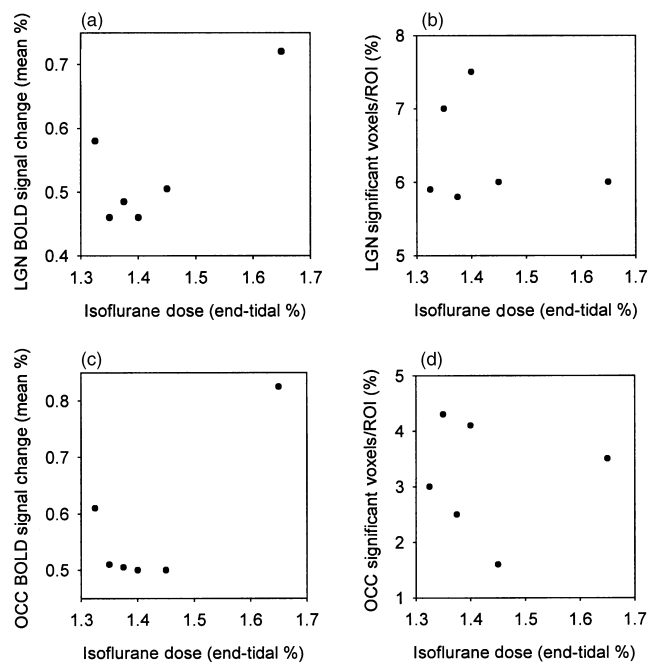 (a)
LGN BOLD signal change (mean %)
0.7
0.6
0.5
0.4
1.3 1.4 1.5 1.6 1.7
Isoflurane dose (end-tidal %)
(b)
LGN significant voxels/ROI (%)
8
7
6
5
1.3 1.4 1.5 1.6 1.7
Isoflurane dose (end-tidal %)
(c)
OCC BOLD signal change (mean %)
0.8
0.7
0.6
0.5
1.3 1.4 1.5 1.6 1.7
Isoflurane dose (end-tidal %)
(d)
OCC significant voxels/ROI (%)
5
4
3
2
1
1.3 1.4 1.5 1.6 1.7
Isoflurane dose (end-tidal %)